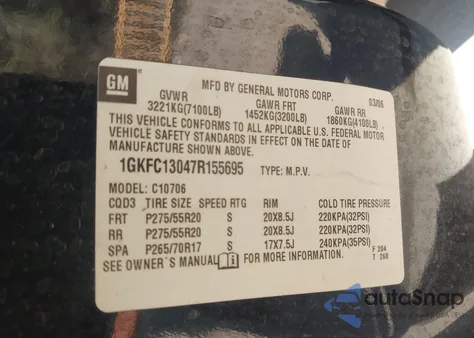 GM
MFD BY GENERAL MOTORS CORP. 03/06
GVWR GAWR FRT GAWR RR
3221KG(7100LB) 1452KG(3200LB) 1860KG(4100LB)
THIS VEHICLE CONFORMS TO ALL APPLICABLE U.S. FEDERAL MOTOR
VEHICLE SAFETY STANDARDS IN EFFECT ON THE DATE OF
MANUFACTURE SHOWN ABOVE.
1GKFC13047R155695 TYPE: M.P.V.
MODEL: C10706
CQD3 TIRE SIZE SPEED RTG RIM COLD TIRE PRESSURE
FRT P275/55R20 S 20X8.5J 220KPA(32PSI)
RR P275/55R20 S 20X8.5J 220KPA(32PSI)
SPA P265/70R17 S 17X7.5J 240KPA(35PSI)
SEE OWNER'S MANUAL FOR MORE INFORMATION.
F 204
T 260
autaSnap